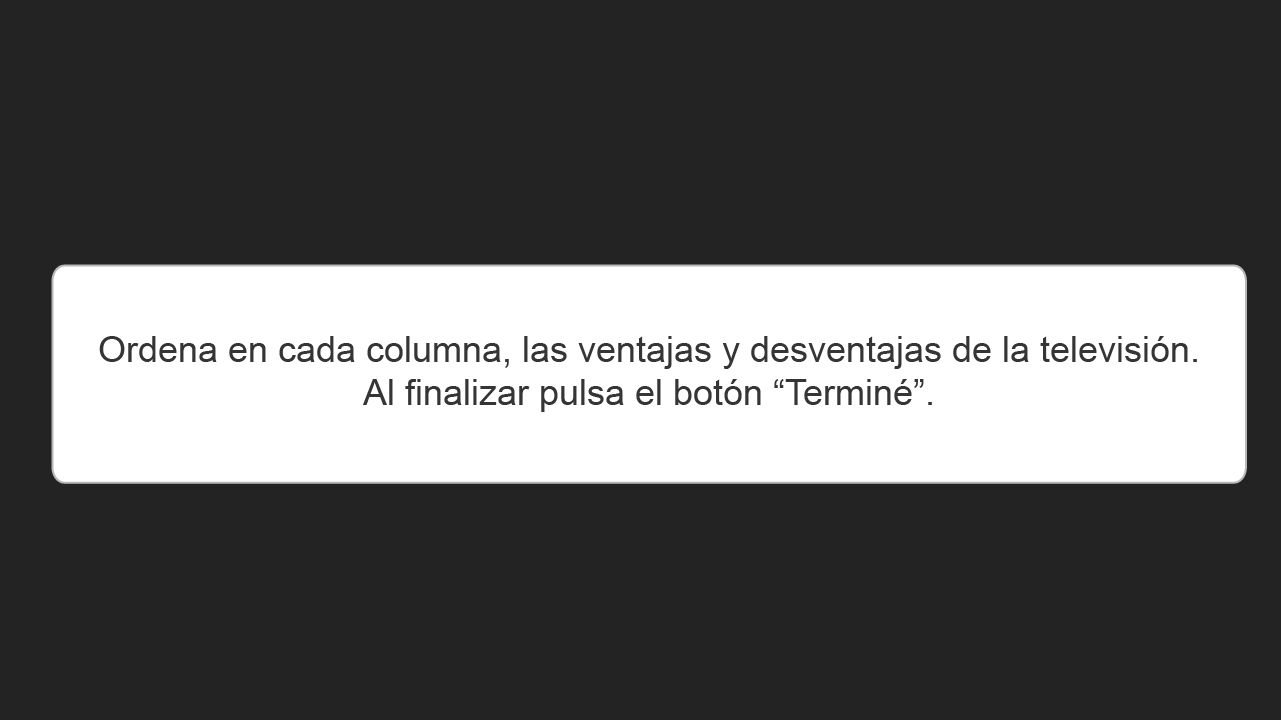 Ordena en cada columna, las ventajas y desventajas de la televisión.
Al finalizar pulsa el botón “Terminé”.